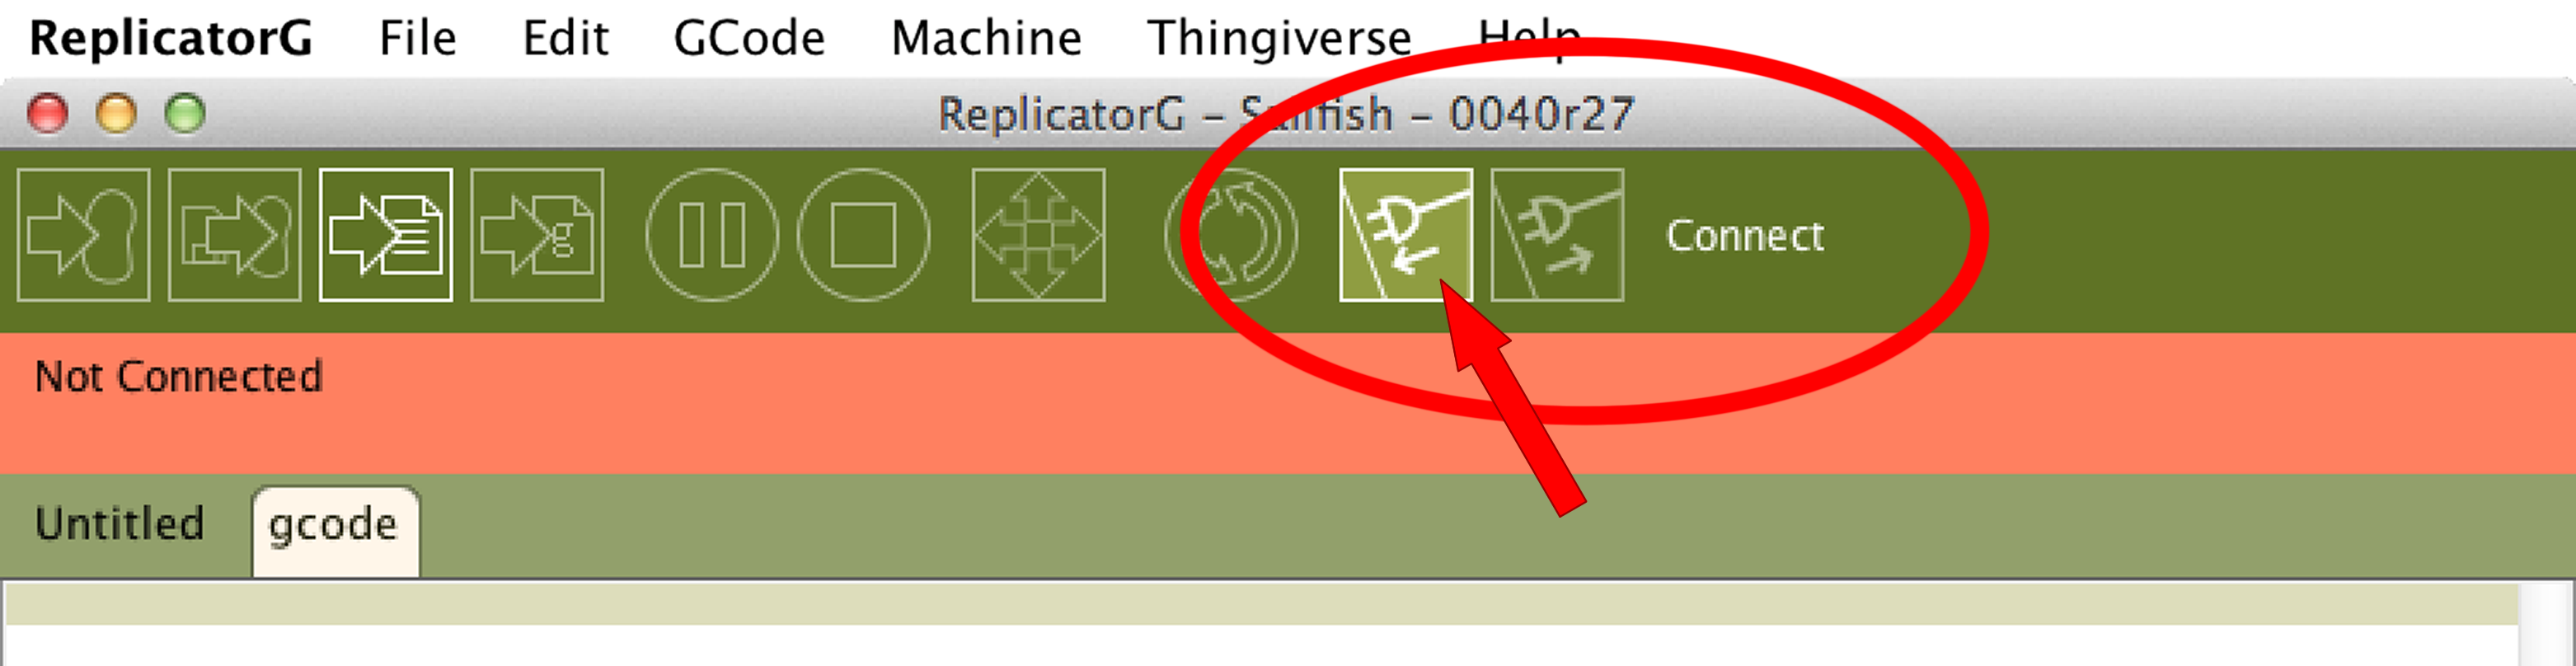 ReplicatorG File Edit GCode Machine Thingiverse Help
ReplicatorG – Sailfish – 0040r27
g
Connect
Not Connected
Untitled gcode